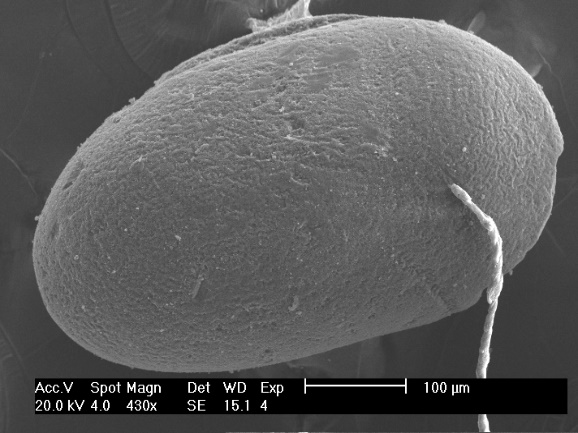 Acc.V Spot Magn Det WD Exp 100 µm
20.0 kV 4.0 430x SE 15.1 4